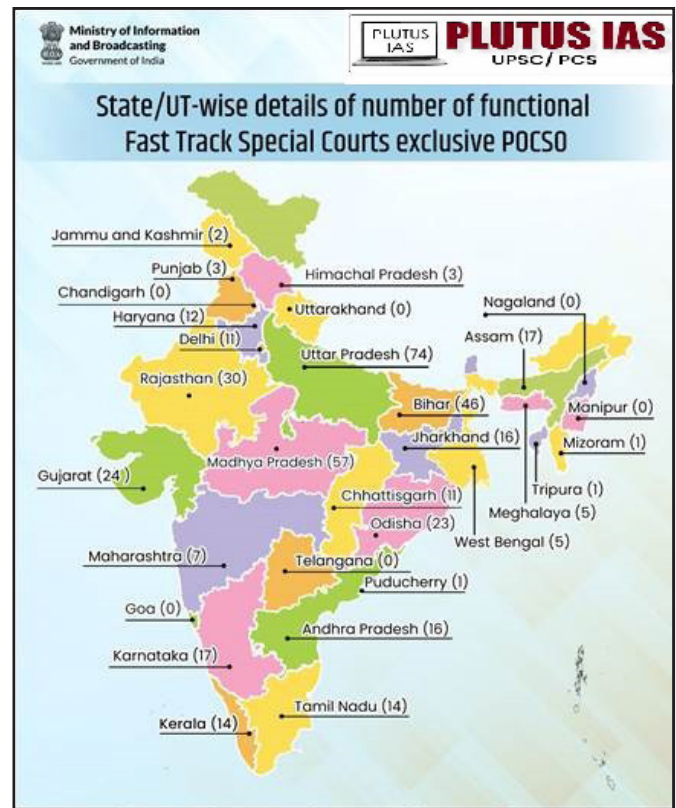 Ministry of Information
and Broadcasting
Government of India
PLUTUS
IAS
PLUTUS IAS
UPSC/ PCS
State/UT-wise details of number of functional
Fast Track Special Courts exclusive POCSO
Jammu and Kashmir (2)
Punjab (3)
Himachal Pradesh (3)
Chandigarh (0)
Uttarakhand (0)
Nagaland (0)
Haryana (12)
Delhi (11)
Assam (17)
Uttar Pradesh (74)
Rajasthan (30)
Bihar (46)
Manipur (0)
Jharkhand (16)
Mizoram (1)
Madhya Pradesh (57)
Gujarat (24)
Tripura (1)
Chhattisgarh (11)
Meghalaya (5)
Odisha (23)
West Bengal (5)
Maharashtra (7)
Telangana (0)
Puducherry (1)
Goa (0)
Andhra Pradesh (16)
Karnataka (17)
Tamil Nadu (14)
Kerala (14)